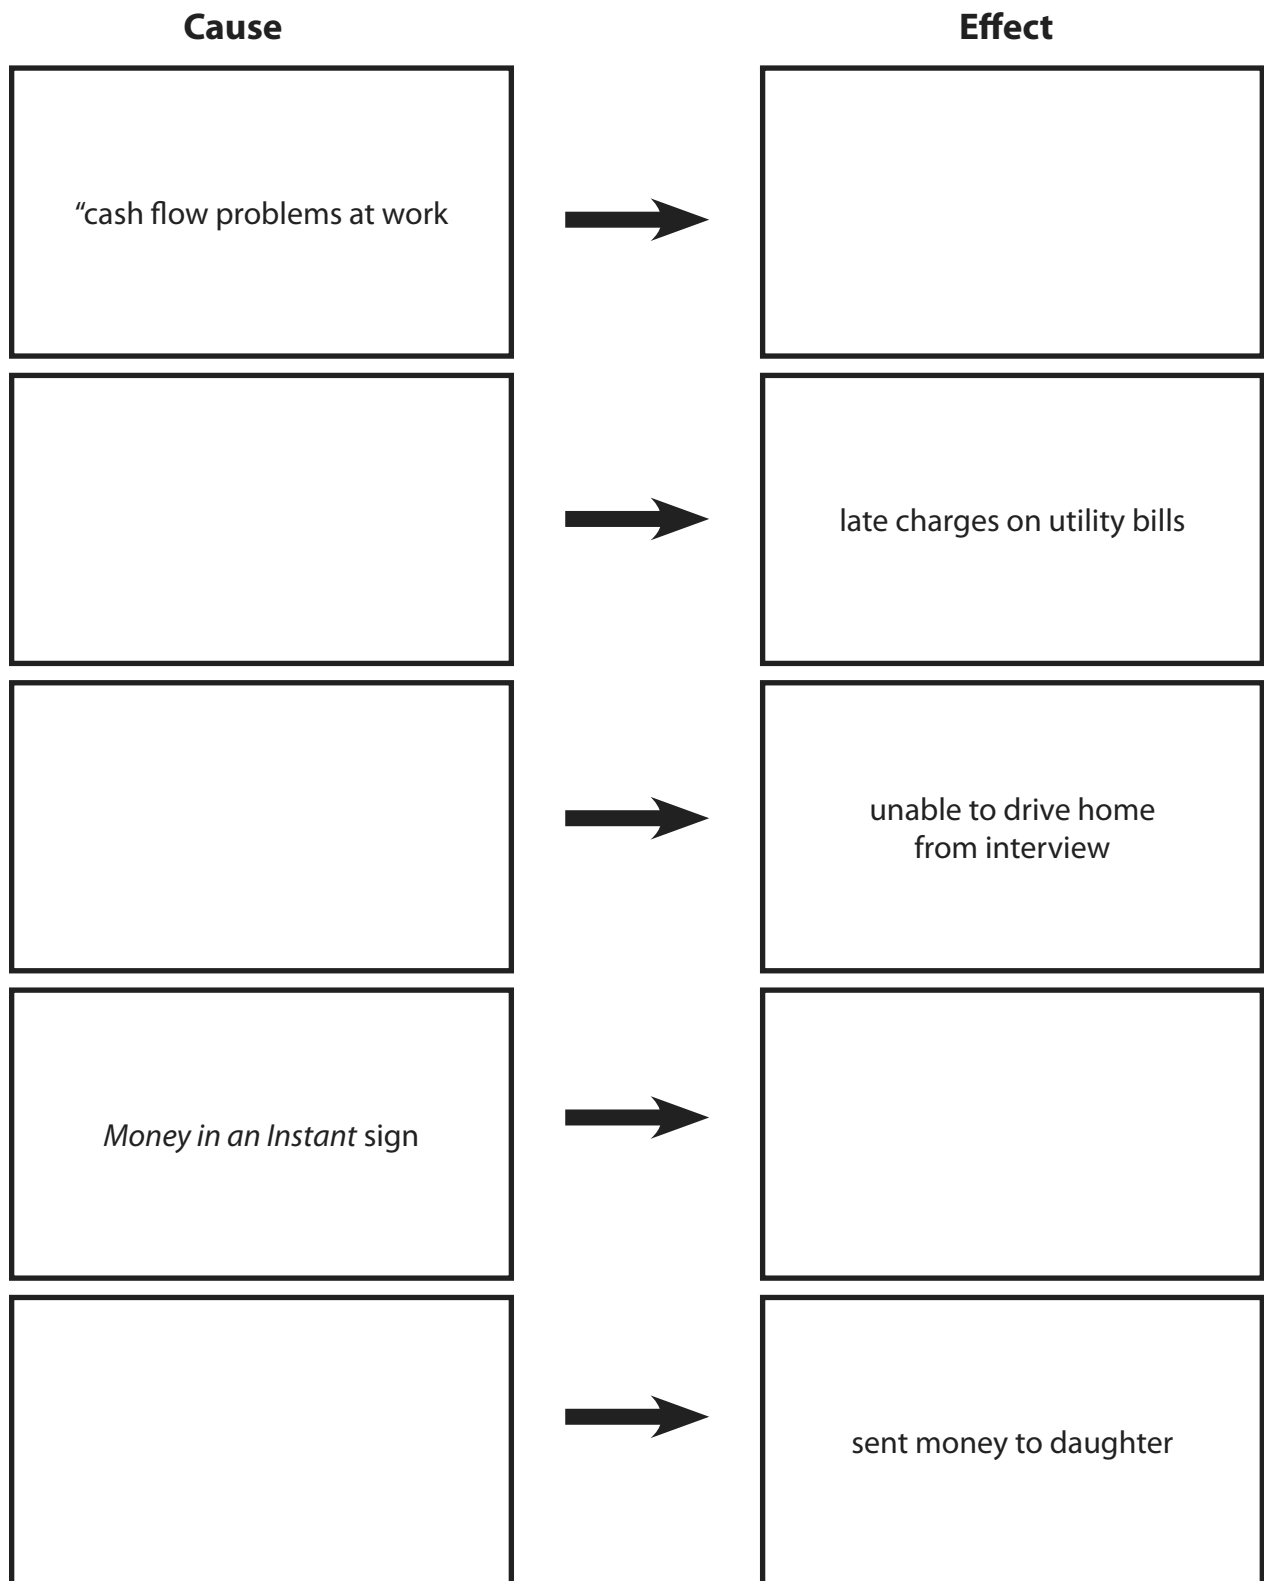 Cause
Effect
“cash flow problems at work
late charges on utility bills
unable to drive home
from interview
Money in an Instant sign
sent money to daughter